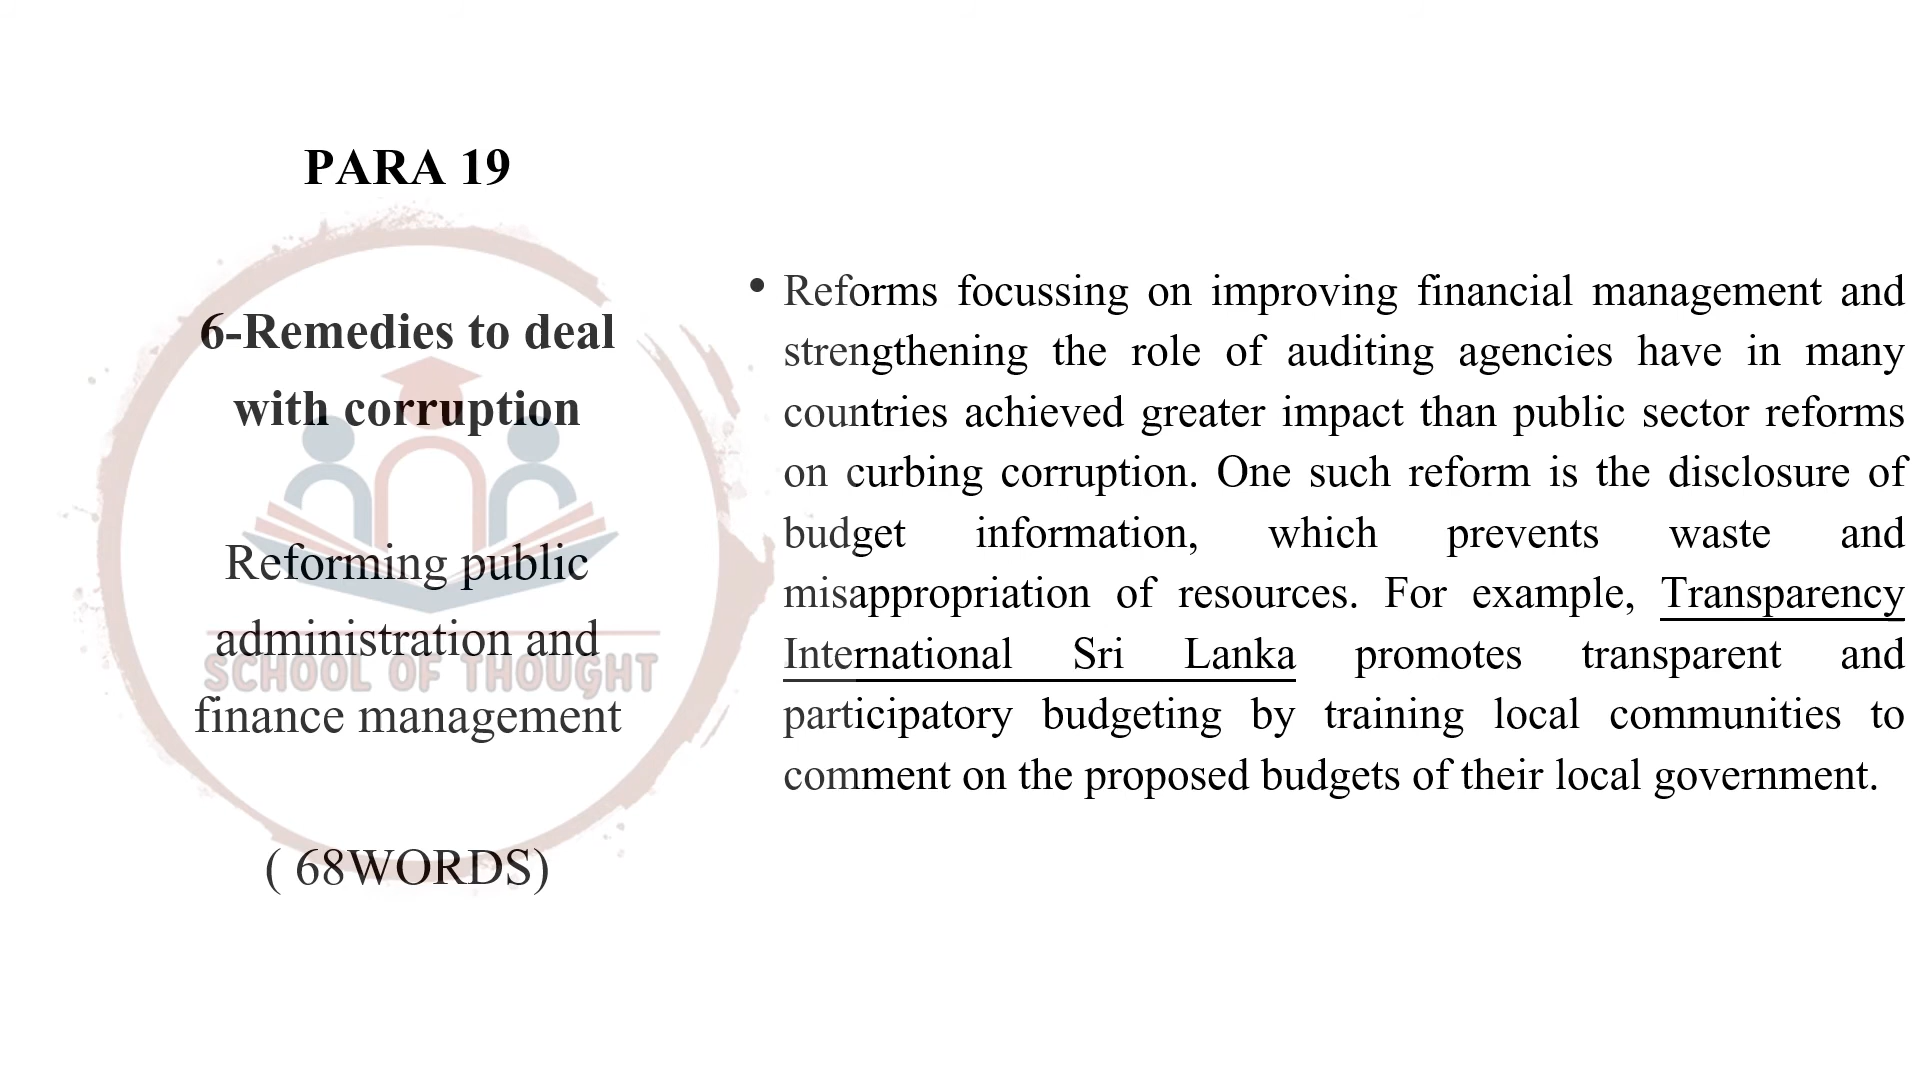 PARA 19
6-Remedies to deal
with corruption
Reforming public
administration and
finance management
( 68WORDS)
SCHOOL OF THOUGHT
• Reforms focussing on improving financial management and
strengthening the role of auditing agencies have in many
countries achieved greater impact than public sector reforms
on curbing corruption. One such reform is the disclosure of
budget information, which prevents waste and
misappropriation of resources. For example, Transparency
International Sri Lanka promotes transparent and
participatory budgeting by training local communities to
comment on the proposed budgets of their local government.